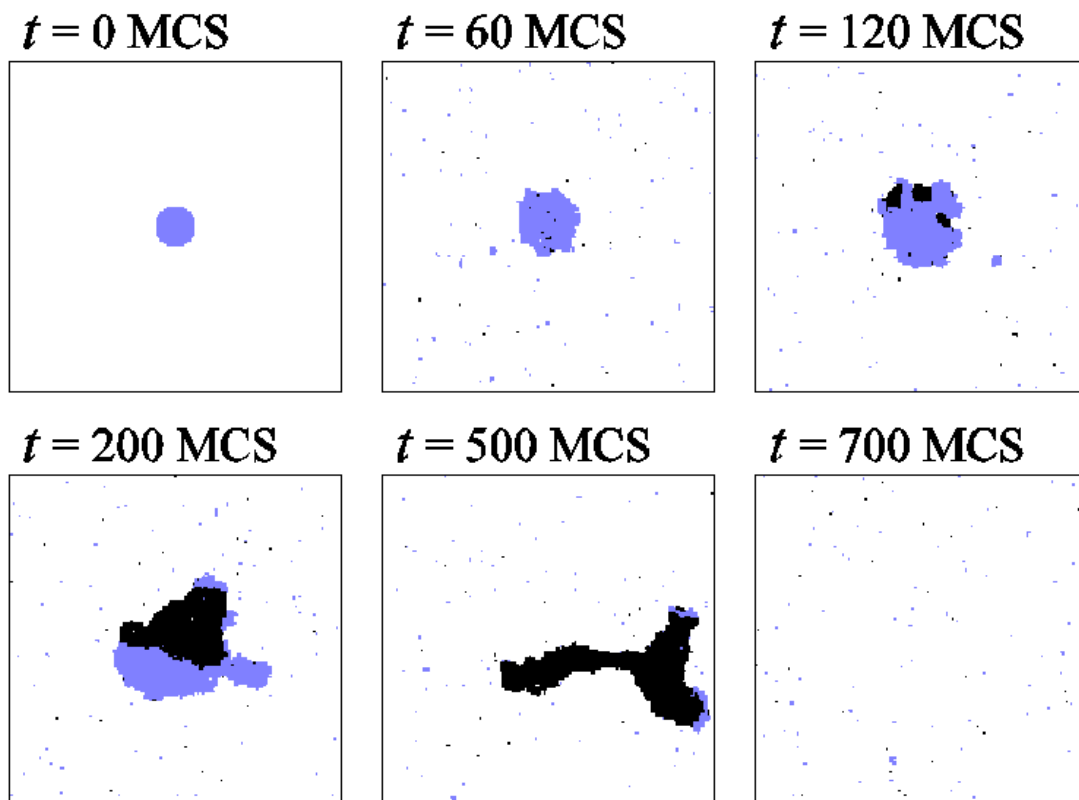 t = 0 MCS
t = 60 MCS
t = 120 MCS
t = 200 MCS
t = 500 MCS
t = 700 MCS